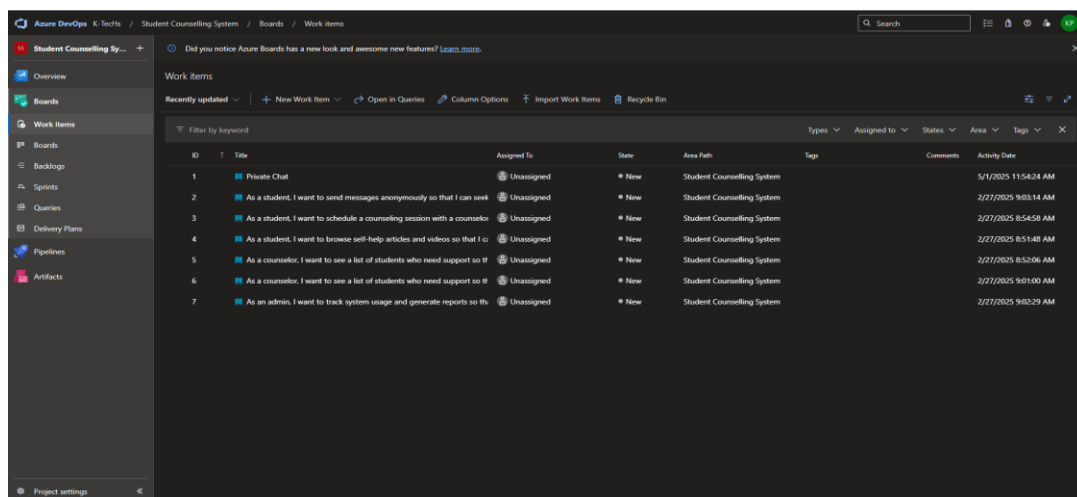 Azure DevOps K-TecHs / Student Counselling System / Boards / Work items Search KP
SS Student Counselling Sy... +
Did you notice Azure Boards has a new look and awesome new features? Learn more.
Overview
Boards
Work items
Boards
Backlogs
Sprints
Queries
Delivery Plans
Pipelines
Artifacts
Project settings
Work items
Recently updated New Work Item Open in Queries Column Options Import Work Items Recycle Bin
Filter by keyword Types Assigned to States Area Tags
ID Title Assigned To State Area Path Tags Comments Activity Date
1 Private Chat Unassigned New Student Counselling System 5/1/2025 11:54:24 AM
2 As a student, I want to send messages anonymously so that I can seek Unassigned New Student Counselling System 2/27/2025 9:03:14 AM
3 As a student, I want to schedule a counseling session with a counselor Unassigned New Student Counselling System 2/27/2025 8:54:58 AM
4 As a student, I want to browse self-help articles and videos so that I Unassigned New Student Counselling System 2/27/2025 8:51:48 AM
5 As a counselor, I want to see a list of students who need support so Unassigned New Student Counselling System 2/27/2025 8:52:06 AM
6 As a counselor, I want to see a list of students who need support so Unassigned New Student Counselling System 2/27/2025 9:01:00 AM
7 As an admin, I want to track system usage and generate reports so Unassigned New Student Counselling System 2/27/2025 9:02:29 AM